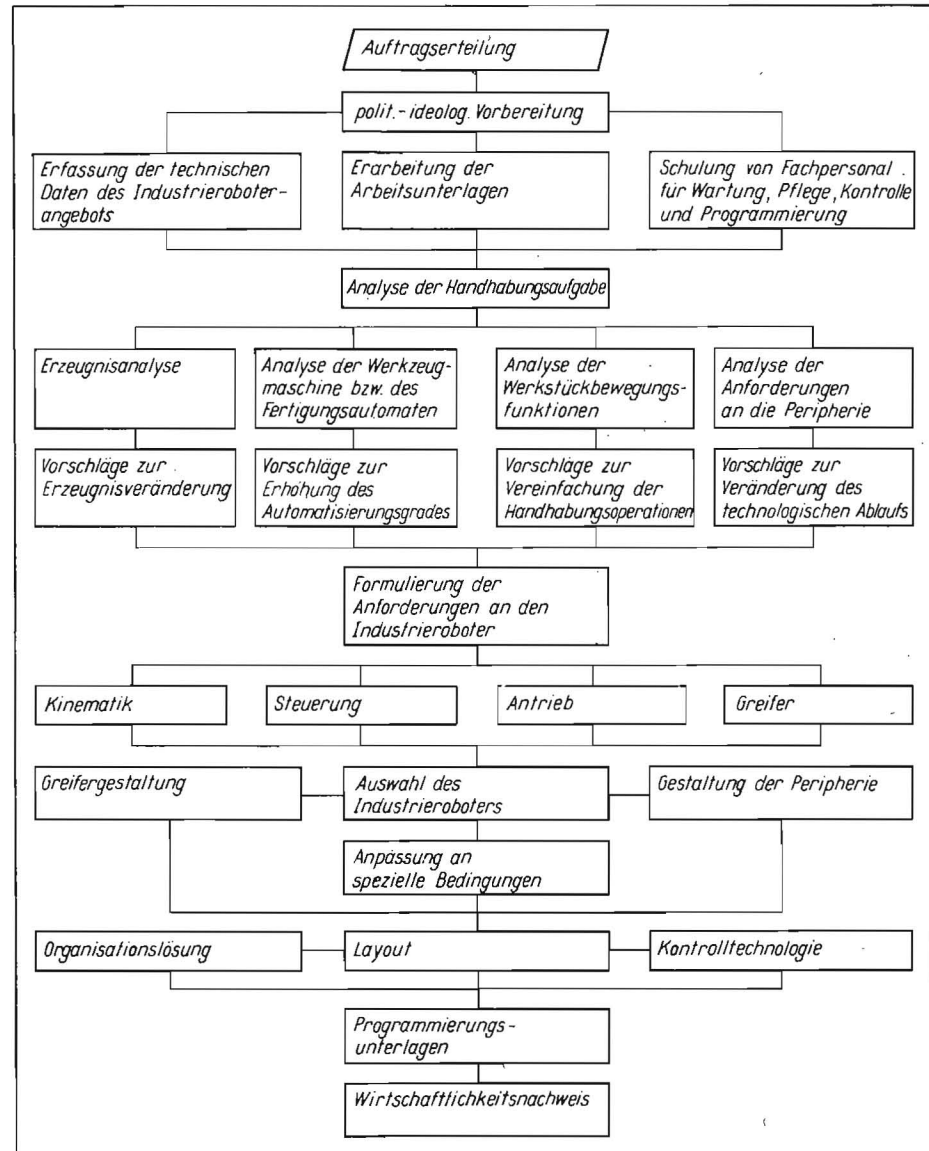 Auftragserteilung
polit.-ideolog. Vorbereitung
Erfassung der technischen
Daten des Industrieroboter-
angebots
Erarbeitung der
Arbeitsunterlagen
Schulung von Fachpersonal
für Wartung, Pflege, Kontrolle
und Programmierung
Analyse der Handhabungsaufgabe
Erzeugnisanalyse
Analyse der Werkzeug-
maschine bzw. des
Fertigungsautomaten
Analyse der
Werkstückbewegungs-
funktionen
Analyse der
Anforderungen
an die Peripherie
Vorschläge zur
Erzeugnisveränderung
Vorschläge zur
Erhöhung des
Automatisierungsgrades
Vorschläge zur
Vereinfachung der
Handhabungsoperationen
Vorschläge zur
Veränderung des
technologischen Ablaufs
Formulierung der
Anforderungen an den
Industrieroboter
Kinematik
Steuerung
Antrieb
Greifer
Greifergestaltung
Auswahl des
Industrieroboters
Gestaltung der Peripherie
Anpassung an
spezielle Bedingungen
Organisationslösung
Layout
Kontrolltechnologie
Programmierungs-
unterlagen
Wirtschaftlichkeitsnachweis